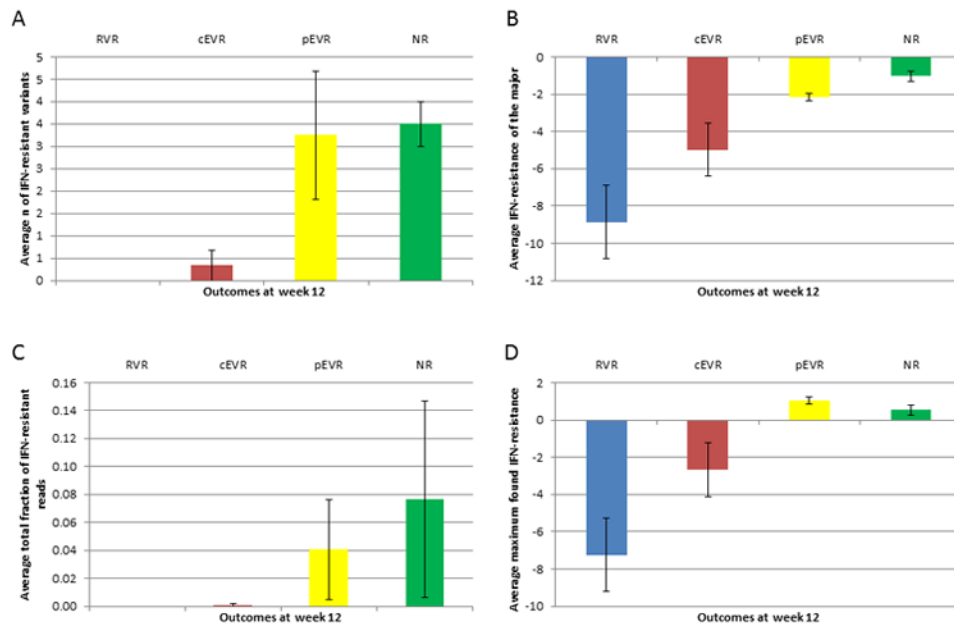 A
RVR cEVR pEVR NR
5
5
4
4
3
3
2
2
1
1
0
Average n of IFN-resistant variants
Outcomes at week 12
B
RVR cEVR pEVR NR
0
-2
-4
-6
-8
-10
-12
Average IFN-resistance of the major
Outcomes at week 12
C
RVR cEVR pEVR NR
0.16
0.14
0.12
0.10
0.08
0.06
0.04
0.02
0.00
Average total fraction of IFN-resistant
reads
Outcomes at week 12
D
RVR cEVR pEVR NR
2
0
-2
-4
-6
-8
-10
Average maximum found IFN-resistance
Outcomes at week 12